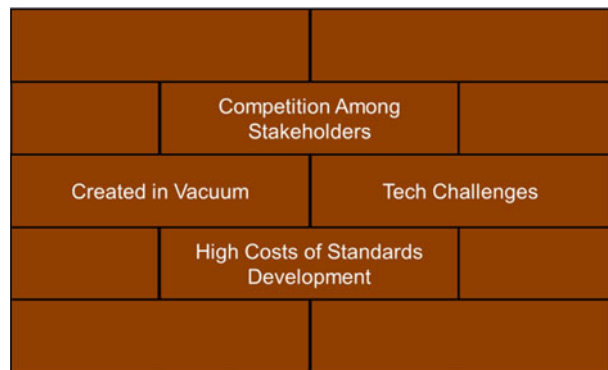 Competition Among
Stakeholders
Created in Vacuum
Tech Challenges
High Costs of Standards
Development